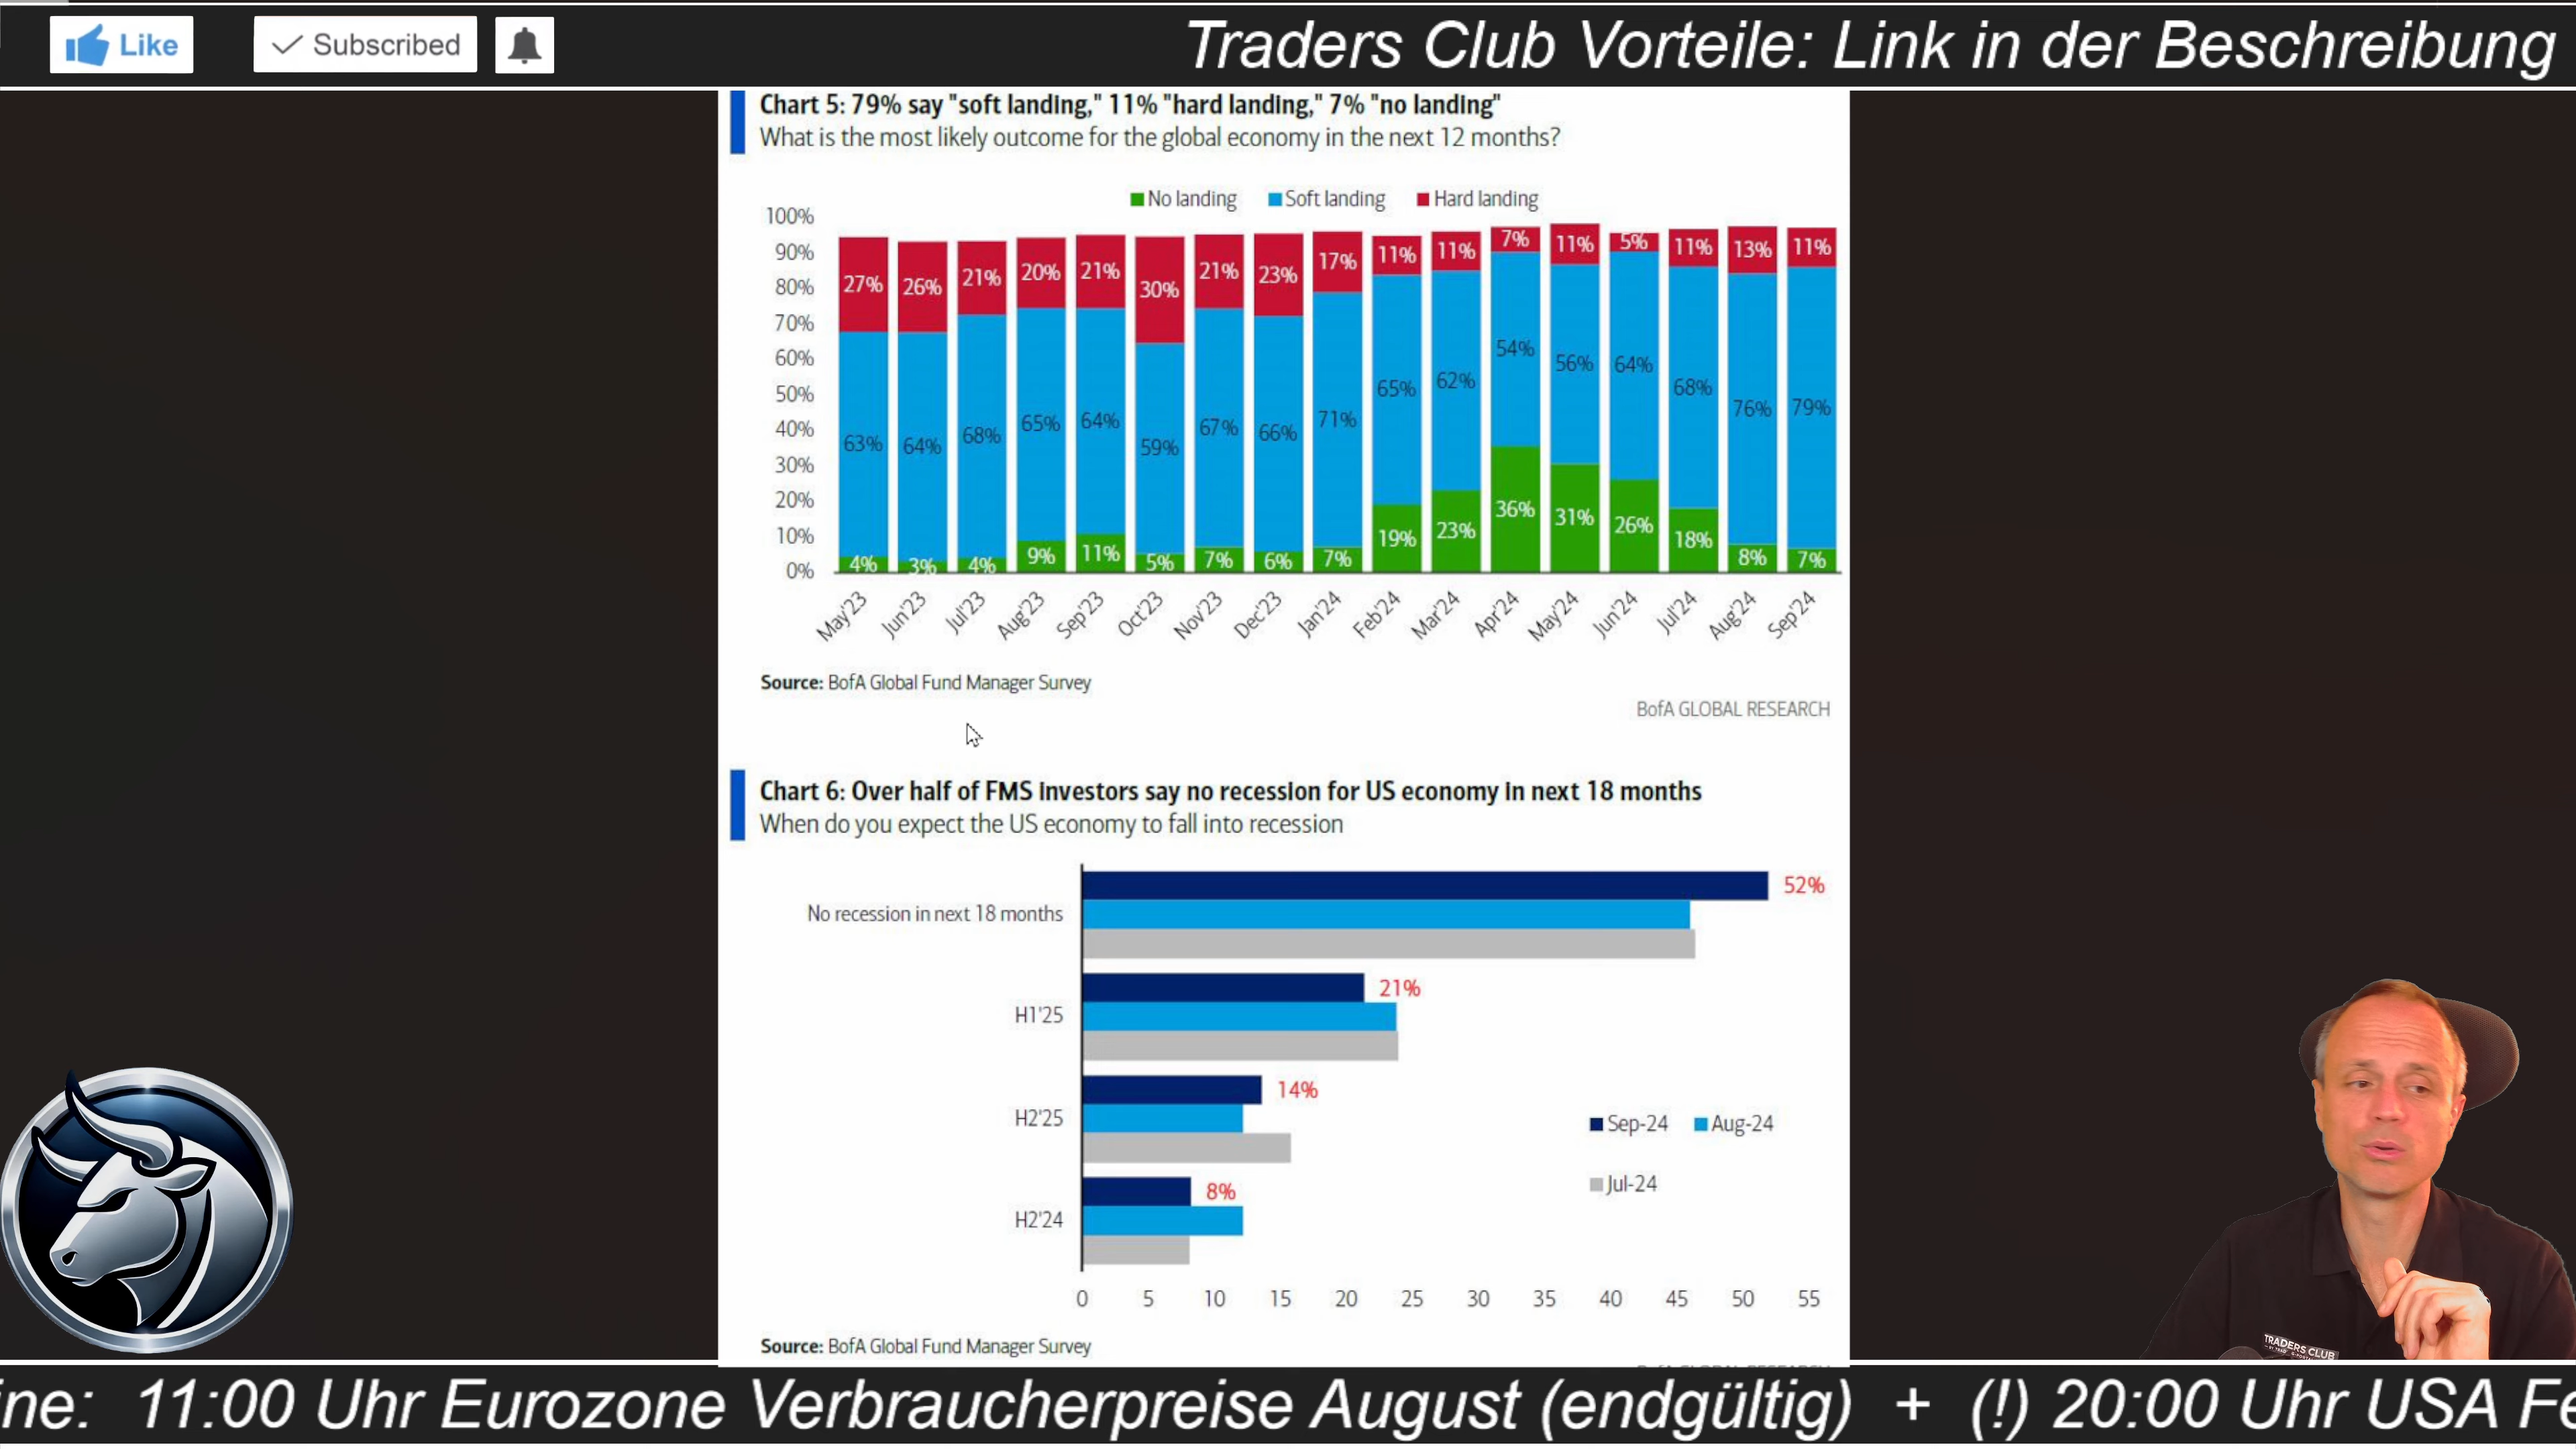 Like
Subscribed
Traders Club Vorteile: Link in der Beschreibung
Chart 5: 79% say "soft landing," 11% "hard landing," 7% "no landing"
What is the most likely outcome for the global economy in the next 12 months?
No landing Soft landing Hard landing
100%
90%
80%
70%
60%
50%
40%
30%
20%
10%
0%
27% 26% 21% 20% 21% 30% 21% 23% 17% 11% 11% 7% 11% 5% 11% 13% 11%
63% 64% 68% 65% 64% 59% 67% 66% 71% 65% 62% 54% 56% 64% 68% 76% 79%
4% 3% 4% 9% 11% 5% 7% 6% 7% 19% 23% 36% 31% 26% 18% 8% 7%
May'23 Jun'23 Jul'23 Aug'23 Sep'23 Oct'23 Nov'23 Dec'23 Jan'24 Feb'24 Mar'24 Apr'24 May'24 Jun'24 Jul'24 Aug'24 Sep'24
Source: BofA Global Fund Manager Survey
BofA GLOBAL RESEARCH
Chart 6: Over half of FMS investors say no recession for US economy in next 18 months
When do you expect the US economy to fall into recession
No recession in next 18 months 52%
H1'25 21%
H2'25 14%
H2'24 8%
Sep-24 Aug-24
Jul-24
0 5 10 15 20 25 30 35 40 45 50 55
Source: BofA Global Fund Manager Survey
TRADERS CLUB
ine: 11:00 Uhr Eurozone Verbraucherpreise August (endgültig) + (!) 20:00 Uhr USA Fe